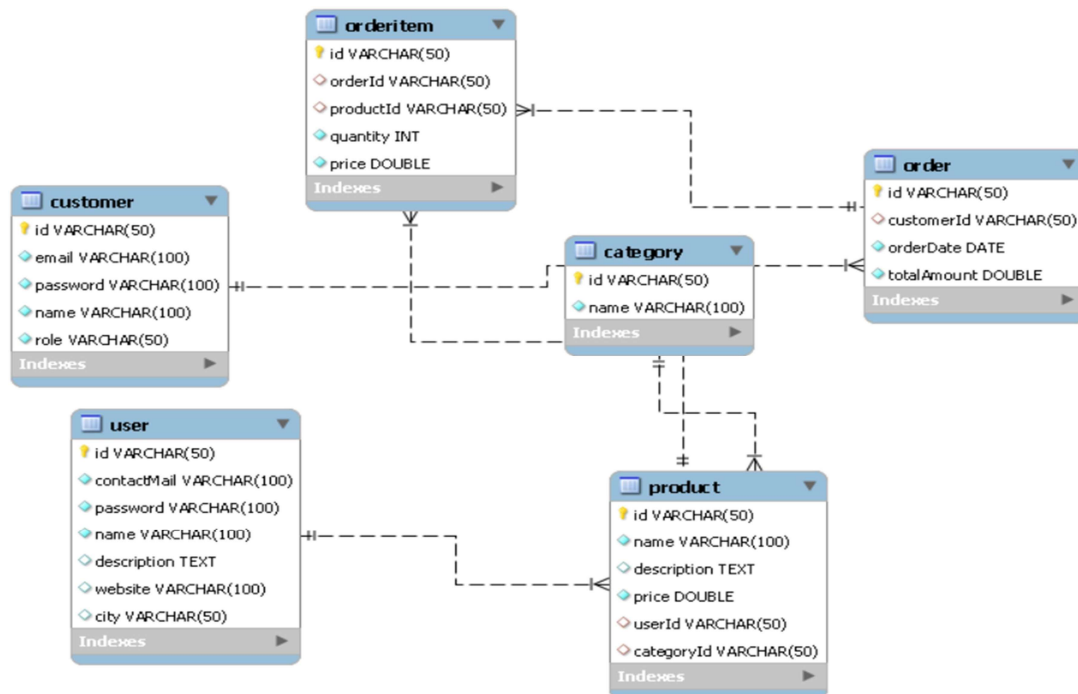 orderitem
id VARCHAR(50)
orderId VARCHAR(50)
productId VARCHAR(50)
quantity INT
price DOUBLE
Indexes
order
id VARCHAR(50)
customerId VARCHAR(50)
orderDate DATE
totalAmount DOUBLE
Indexes
customer
id VARCHAR(50)
email VARCHAR(100)
password VARCHAR(100)
name VARCHAR(100)
role VARCHAR(50)
Indexes
category
id VARCHAR(50)
name VARCHAR(100)
Indexes
user
id VARCHAR(50)
contactMail VARCHAR(100)
password VARCHAR(100)
name VARCHAR(100)
description TEXT
website VARCHAR(100)
city VARCHAR(50)
Indexes
product
id VARCHAR(50)
name VARCHAR(100)
description TEXT
price DOUBLE
userId VARCHAR(50)
categoryId VARCHAR(50)
Indexes